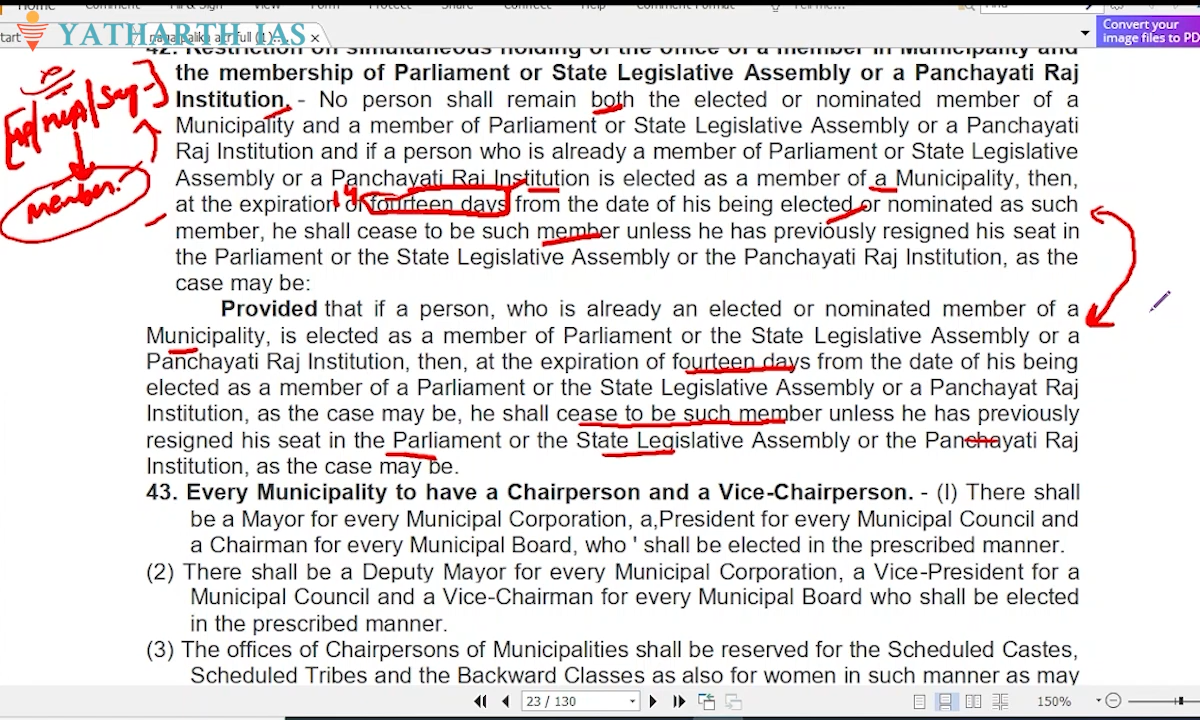 Home Comment View Form Protect Share Connect Help Comment Format Tell me...
tart nagarpalika act full (1)... ×
YATHARTH IAS
Convert your
image files to PD
42. Restriction on simultaneous holding of the office of a member in Municipality and
the membership of Parliament or State Legislative Assembly or a Panchayati Raj
Institution. - No person shall remain both the elected or nominated member of a
Municipality and a member of Parliament or State Legislative Assembly or a Panchayati
Raj Institution and if a person who is already a member of Parliament or State Legislative
Assembly or a Panchayati Raj Institution is elected as a member of a Municipality, then,
at the expiration of fourteen days from the date of his being elected or nominated as such
member, he shall cease to be such member unless he has previously resigned his seat in
the Parliament or the State Legislative Assembly or the Panchayati Raj Institution, as the
case may be:
Provided that if a person, who is already an elected or nominated member of a
Municipality, is elected as a member of Parliament or the State Legislative Assembly or a
Panchayati Raj Institution, then, at the expiration of fourteen days from the date of his being
elected as a member of a Parliament or the State Legislative Assembly or a Panchayat Raj
Institution, as the case may be, he shall cease to be such member unless he has previously
resigned his seat in the Parliament or the State Legislative Assembly or the Panchayati Raj
Institution, as the case may be.
43. Every Municipality to have a Chairperson and a Vice-Chairperson. - (I) There shall
be a Mayor for every Municipal Corporation, a,President for every Municipal Council and
a Chairman for every Municipal Board, who ' shall be elected in the prescribed manner.
(2) There shall be a Deputy Mayor for every Municipal Corporation, a Vice-President for a
Municipal Council and a Vice-Chairman for every Municipal Board who shall be elected
in the prescribed manner.
(3) The offices of Chairpersons of Municipalities shall be reserved for the Scheduled Castes,
Scheduled Tribes and the Backward Classes as also for women in such manner as may
MP/MLA/
member.
14
23 / 130
150%